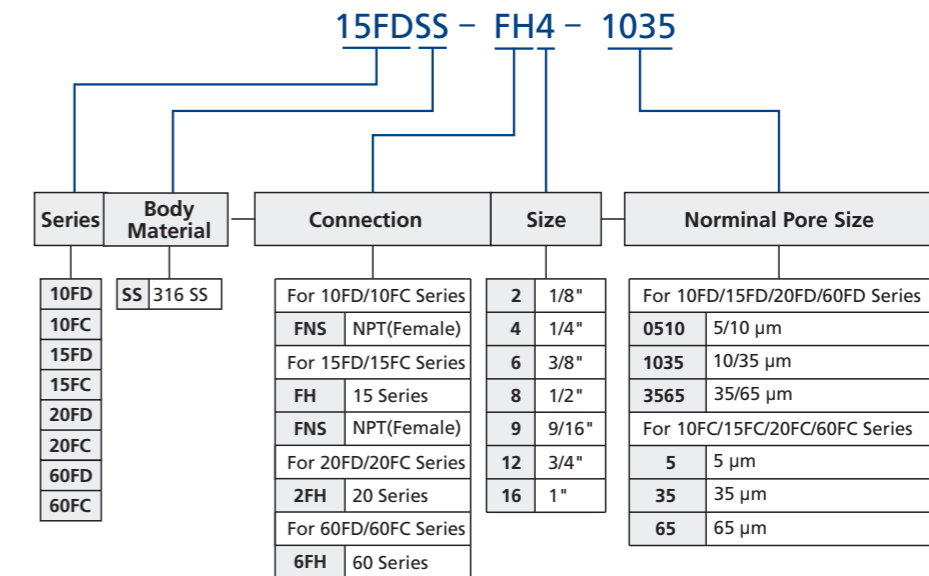 15FDSS – FH4 – 1035
Series
Body
Material
Connection
Size
Norminal Pore Size
10FD
10FC
15FD
15FC
20FD
20FC
60FD
60FC
SS 316 SS
For 10FD/10FC Series
FNS NPT(Female)
For 15FD/15FC Series
FH 15 Series
FNS NPT(Female)
For 20FD/20FC Series
2FH 20 Series
For 60FD/60FC Series
6FH 60 Series
2 1/8"
4 1/4"
6 3/8"
8 1/2"
9 9/16"
12 3/4"
16 1"
For 10FD/15FD/20FD/60FD Series
0510 5/10 μm
1035 10/35 μm
3565 35/65 μm
For 10FC/15FC/20FC/60FC Series
5 5 μm
35 35 μm
65 65 μm